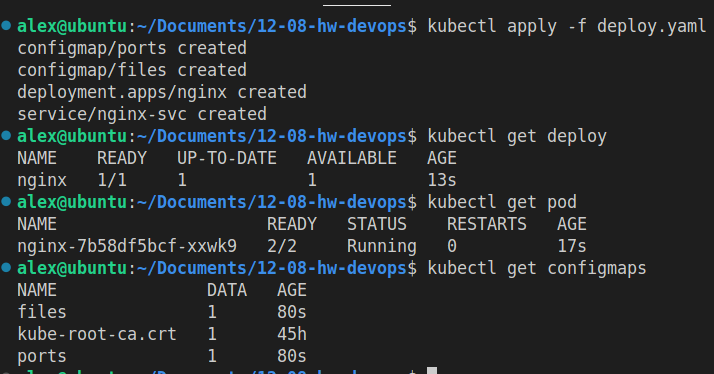 alex@ubuntu:~/Documents/12-08-hw-devops$ kubectl apply -f deploy.yaml
configmap/ports created
configmap/files created
deployment.apps/nginx created
service/nginx-svc created
alex@ubuntu:~/Documents/12-08-hw-devops$ kubectl get deploy
NAME    READY   UP-TO-DATE   AVAILABLE   AGE
nginx   1/1     1            1           13s
alex@ubuntu:~/Documents/12-08-hw-devops$ kubectl get pod
NAME                     READY   STATUS    RESTARTS   AGE
nginx-7b58df5bcf-xxwk9   2/2     Running   0          17s
alex@ubuntu:~/Documents/12-08-hw-devops$ kubectl get configmaps
NAME               DATA   AGE
files              1      80s
kube-root-ca.crt   1      45h
ports              1      80s